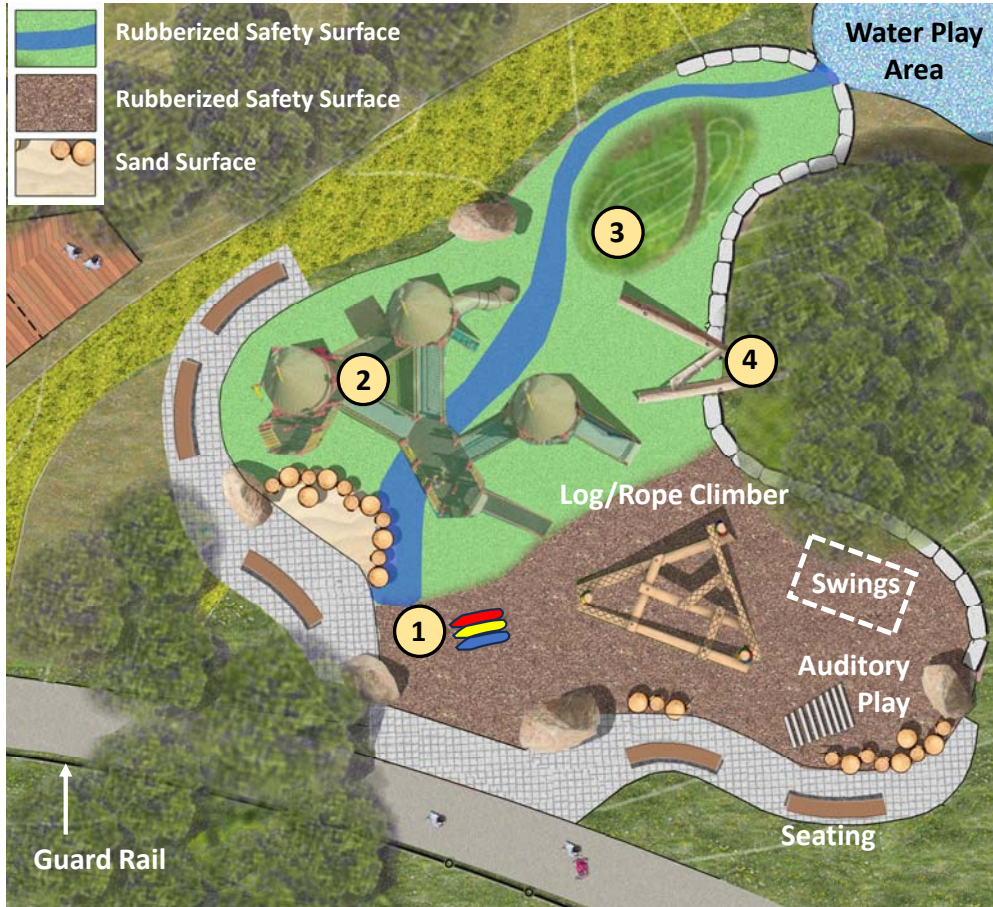 Rubberized Safety Surface
Rubberized Safety Surface
Sand Surface
Water Play
Area
3
4
2
Log/Rope Climber
Swings
1
Auditory
Play
Seating
Guard Rail